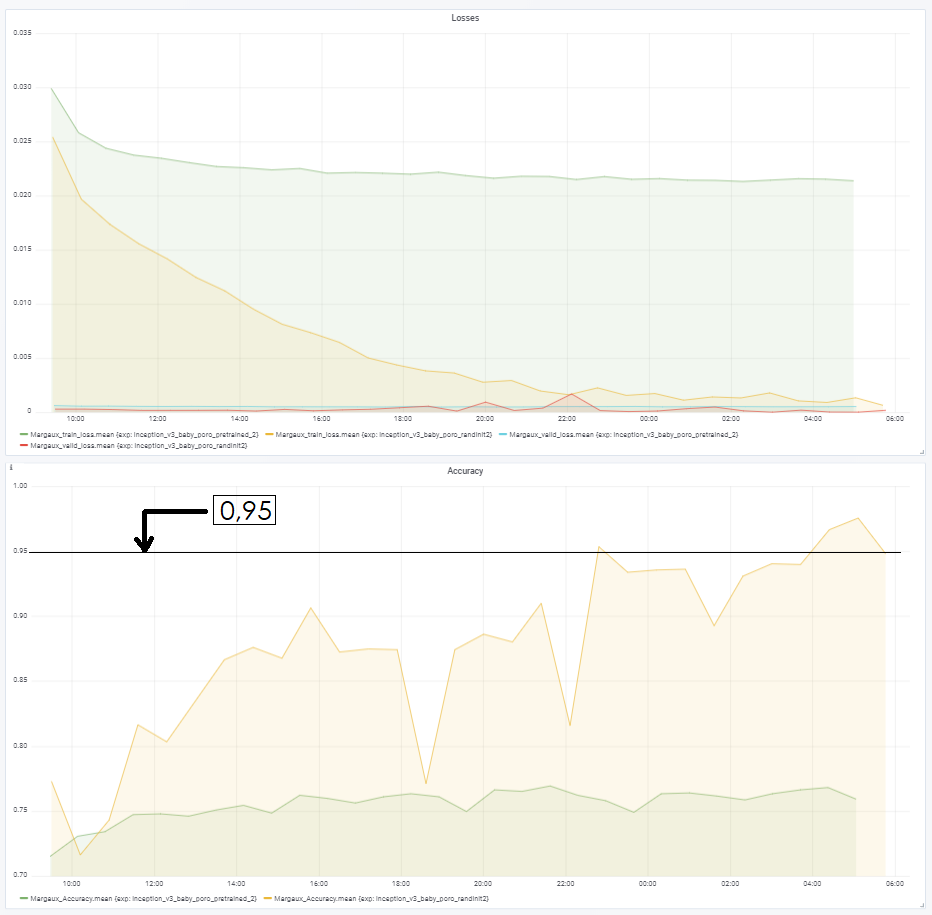 Losses
0.035
0.030
0.025
0.020
0.015
0.010
0.005
0
10:00 12:00 14:00 16:00 18:00 20:00 22:00 00:00 02:00 04:00 06:00
Margaux_train_loss.mean {exp: inception_v3_baby_poro_pretrained_2} Margaux_train_loss.mean {exp: inception_v3_baby_poro_randinit2} Margaux_valid_loss.mean {exp: inception_v3_baby_poro_pretrained_2}
Margaux_valid_loss.mean {exp: inception_v3_baby_poro_randinit2}
i
Accuracy
1.00
0,95
0.95
0.90
0.85
0.80
0.75
0.70
10:00 12:00 14:00 16:00 18:00 20:00 22:00 00:00 02:00 04:00 06:00
Margaux_Accuracy.mean {exp: inception_v3_baby_poro_pretrained_2} Margaux_Accuracy.mean {exp: inception_v3_baby_poro_randinit2}